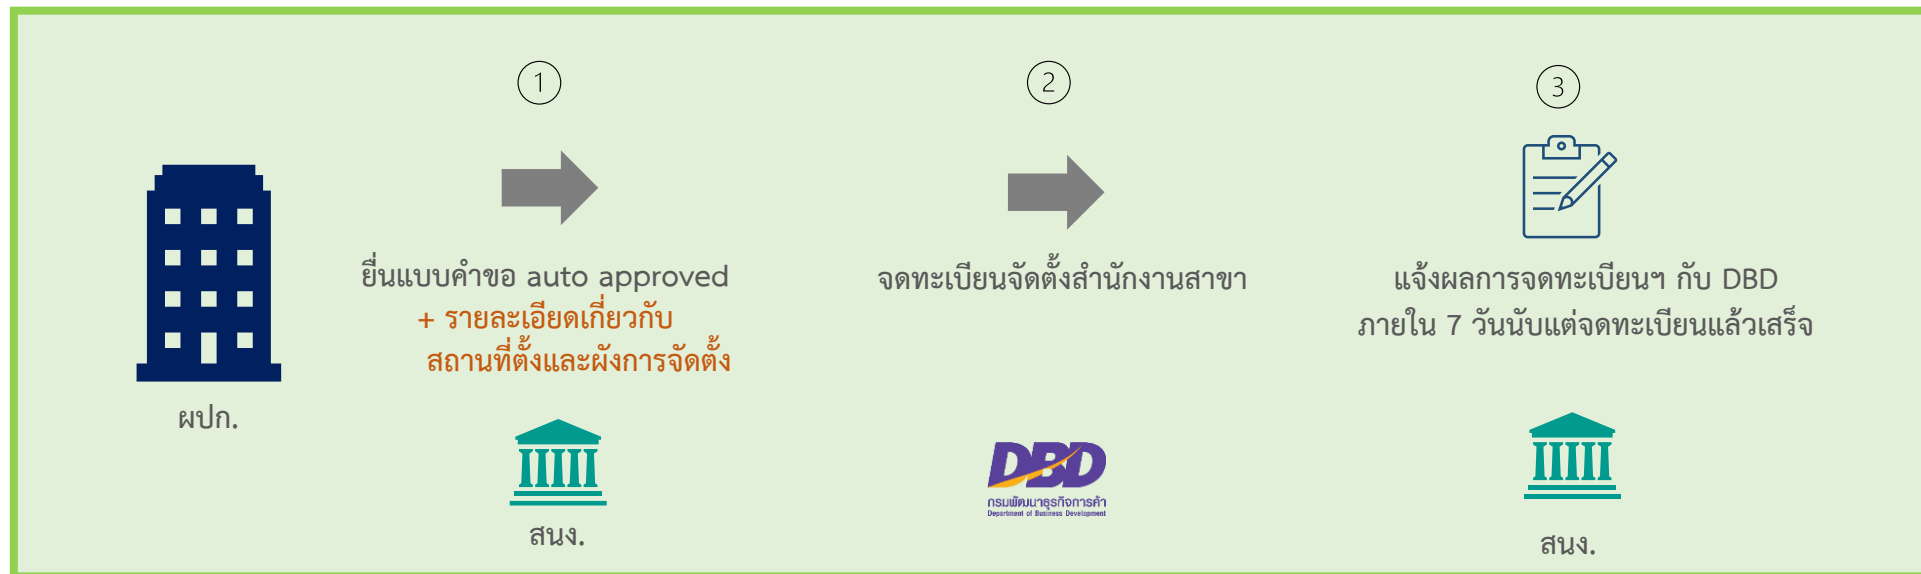 1
2
3
ยื่นแบบคำขอ auto approved
+ รายละเอียดเกี่ยวกับ
สถานที่ตั้งและผังการจัดตั้ง
จดทะเบียนจัดตั้งสำนักงานสาขา
แจ้งผลการจดทะเบียนฯ กับ DBD
ภายใน 7 วันนับแต่จดทะเบียนแล้วเสร็จ
ผปก.
สนง.
DBD
กรมพัฒนาธุรกิจการค้า
Department of Business Development
สนง.